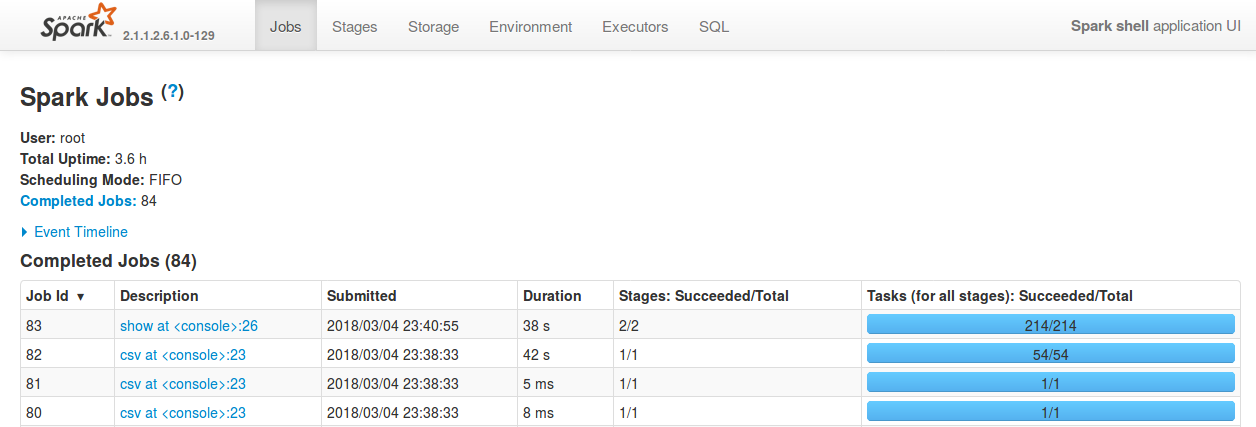 APACHE
Spark 2.1.1.2.6.1.0-129 Jobs Stages Storage Environment Executors SQL Spark shell application UI
Spark Jobs (?)
User: root
Total Uptime: 3.6 h
Scheduling Mode: FIFO
Completed Jobs: 84
Event Timeline
Completed Jobs (84)
Job Id ▾ Description Submitted Duration Stages: Succeeded/Total Tasks (for all stages): Succeeded/Total
83 show at <console>:26 2018/03/04 23:40:55 38 s 2/2 214/214
82 csv at <console>:23 2018/03/04 23:38:33 42 s 1/1 54/54
81 csv at <console>:23 2018/03/04 23:38:33 5 ms 1/1 1/1
80 csv at <console>:23 2018/03/04 23:38:33 8 ms 1/1 1/1